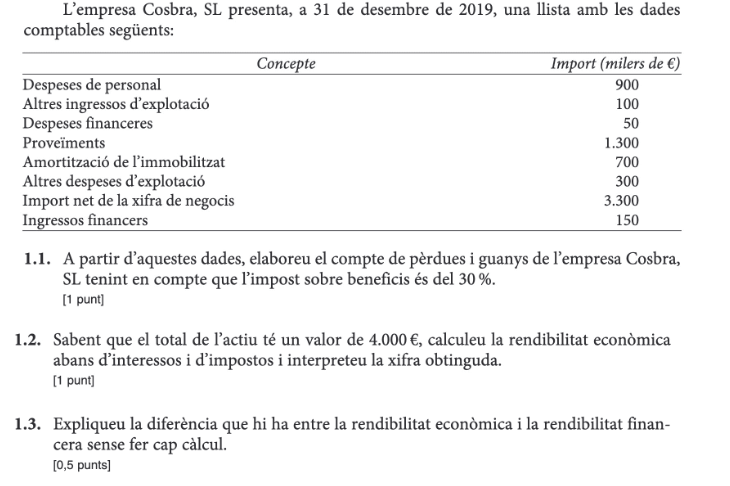 L’empresa Cosbra, SL presenta, a 31 de desembre de 2019, una llista amb les dades
comptables següents:
Concepte Import (milers de €)
Despeses de personal 900
Altres ingressos d’explotació 100
Despeses financeres 50
Proveïments 1.300
Amortització de l’immobilitzat 700
Altres despeses d’explotació 300
Import net de la xifra de negocis 3.300
Ingressos financers 150
1.1. A partir d’aquestes dades, elaboreu el compte de pèrdues i guanys de l’empresa Cosbra,
SL tenint en compte que l’impost sobre beneficis és del 30 %.
[1 punt]
1.2. Sabent que el total de l’actiu té un valor de 4.000 €, calculeu la rendibilitat econòmica
abans d’interessos i d’impostos i interpreteu la xifra obtinguda.
[1 punt]
1.3. Expliqueu la diferència que hi ha entre la rendibilitat econòmica i la rendibilitat finan-
cera sense fer cap càlcul.
[0,5 punts]